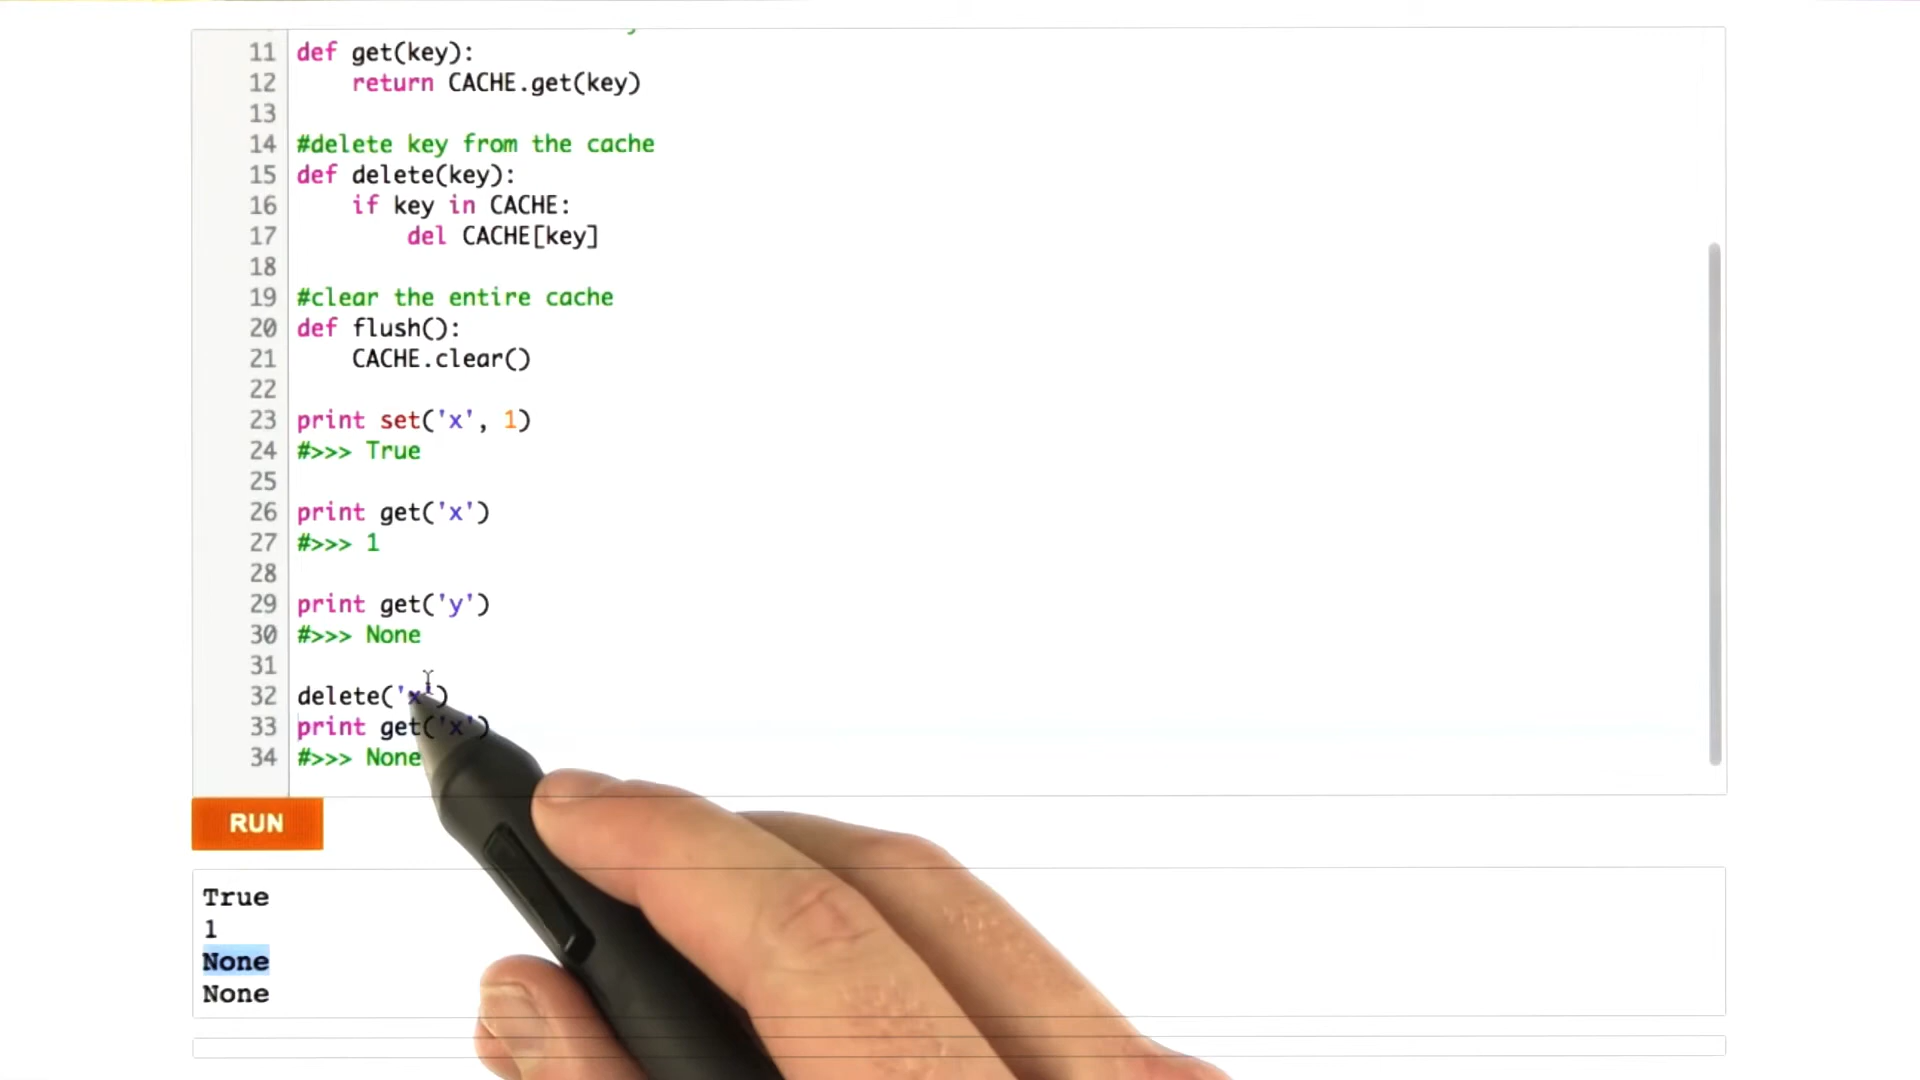 11 def get(key):
12     return CACHE.get(key)
13
14 #delete key from the cache
15 def delete(key):
16     if key in CACHE:
17         del CACHE[key]
18
19 #clear the entire cache
20 def flush():
21     CACHE.clear()
22
23 print set('x', 1)
24 #>>> True
25
26 print get('x')
27 #>>> 1
28
29 print get('y')
30 #>>> None
31
32 delete('x')
33 print get('x')
34 #>>> None
RUN
True
1
None
None